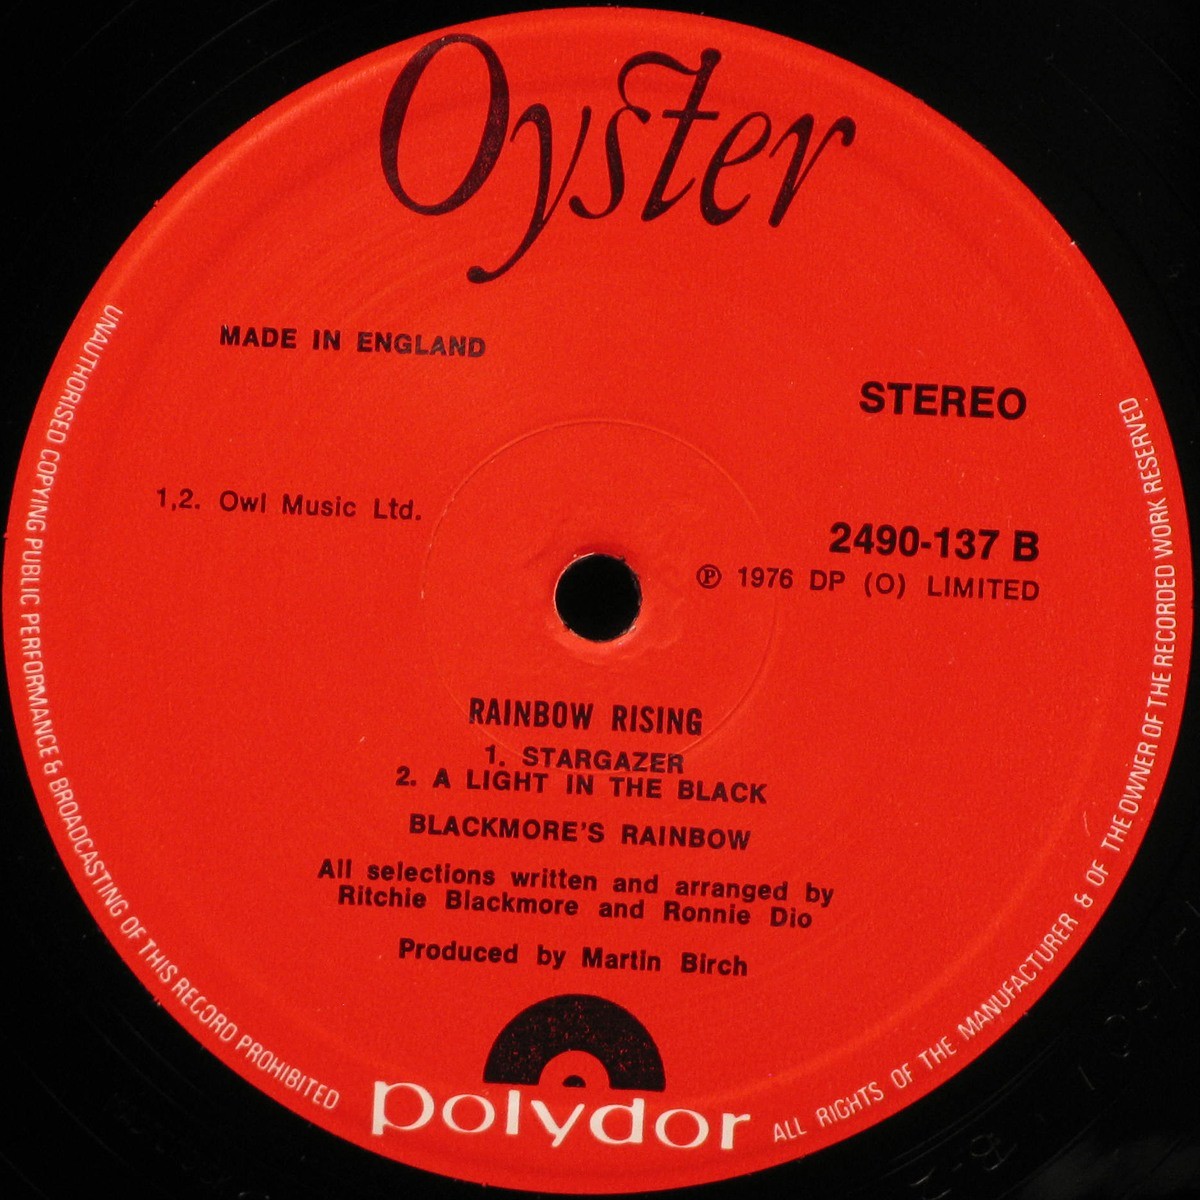 Oyster
MADE IN ENGLAND
STEREO
1,2. Owl Music Ltd.
2490-137 B
℗ 1976 DP (O) LIMITED
RAINBOW RISING
1. STARGAZER
2. A LIGHT IN THE BLACK
BLACKMORE'S RAINBOW
All selections written and arranged by
Ritchie Blackmore and Ronnie Dio
Produced by Martin Birch
polydor
UNAUTHORISED COPYING PUBLIC PERFORMANCE & BROADCASTING OF THIS RECORD PROHIBITED
ALL RIGHTS OF THE MANUFACTURER & OF THE OWNER OF THE RECORDED WORK RESERVED